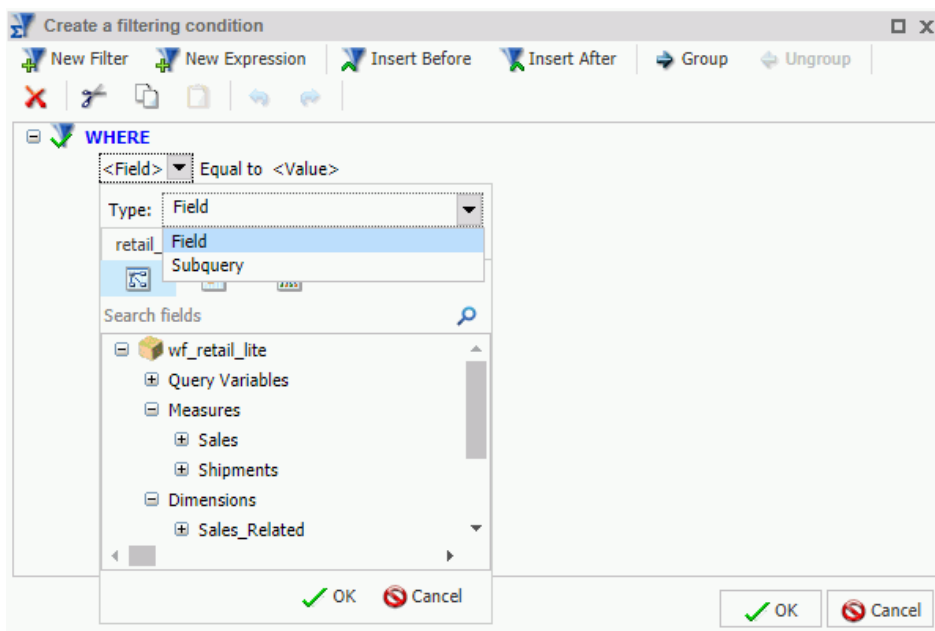 Create a filtering condition
New Filter New Expression Insert Before Insert After Group Ungroup
WHERE
<Field> Equal to <Value>
Type: Field
retail_ Field
Subquery
Search fields
wf_retail_lite
Query Variables
Measures
Sales
Shipments
Dimensions
Sales_Related
OK Cancel
OK Cancel